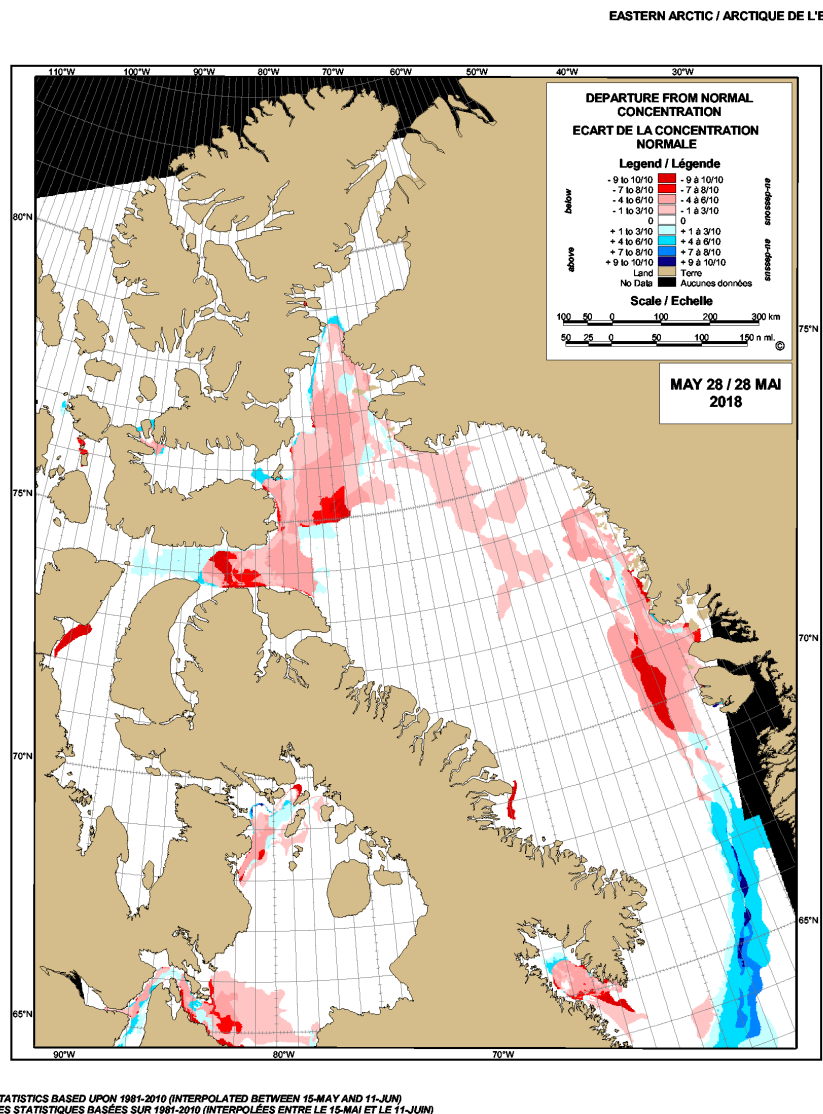 EASTERN ARCTIC / ARCTIQUE DE L'E
110°W 100°W 90°W 80°W 70°W 60°W 50°W 40°W 30°W
DEPARTURE FROM NORMAL
CONCENTRATION
ECART DE LA CONCENTRATION
NORMALE
Legend / Légende
below
- 9 to 10/10 - 9 à 10/10
- 7 to 8/10 - 7 à 8/10
- 4 to 6/10 - 4 à 6/10
- 1 to 3/10 - 1 à 3/10
au-dessous
0 0
above
+ 1 to 3/10 + 1 à 3/10
+ 4 to 6/10 + 4 à 6/10
+ 7 to 8/10 + 7 à 8/10
+ 9 to 10/10 + 9 à 10/10
au-dessus
Land Terre
No Data Aucunes données
Scale / Echelle
100 50 0 100 200 300 km
50 25 0 50 100 150 n mi.
©
MAY 28 / 28 MAI
2018
80°N
75°N
75°N
70°N
70°N
65°N
65°N
90°W 80°W 70°W
TATISTICS BASED UPON 1981-2010 (INTERPOLATED BETWEEN 15-MAY AND 11-JUN)
ES STATISTIQUES BASÉES SUR 1981-2010 (INTERPOLÉES ENTRE LE 15-MAI ET LE 11-JUIN)